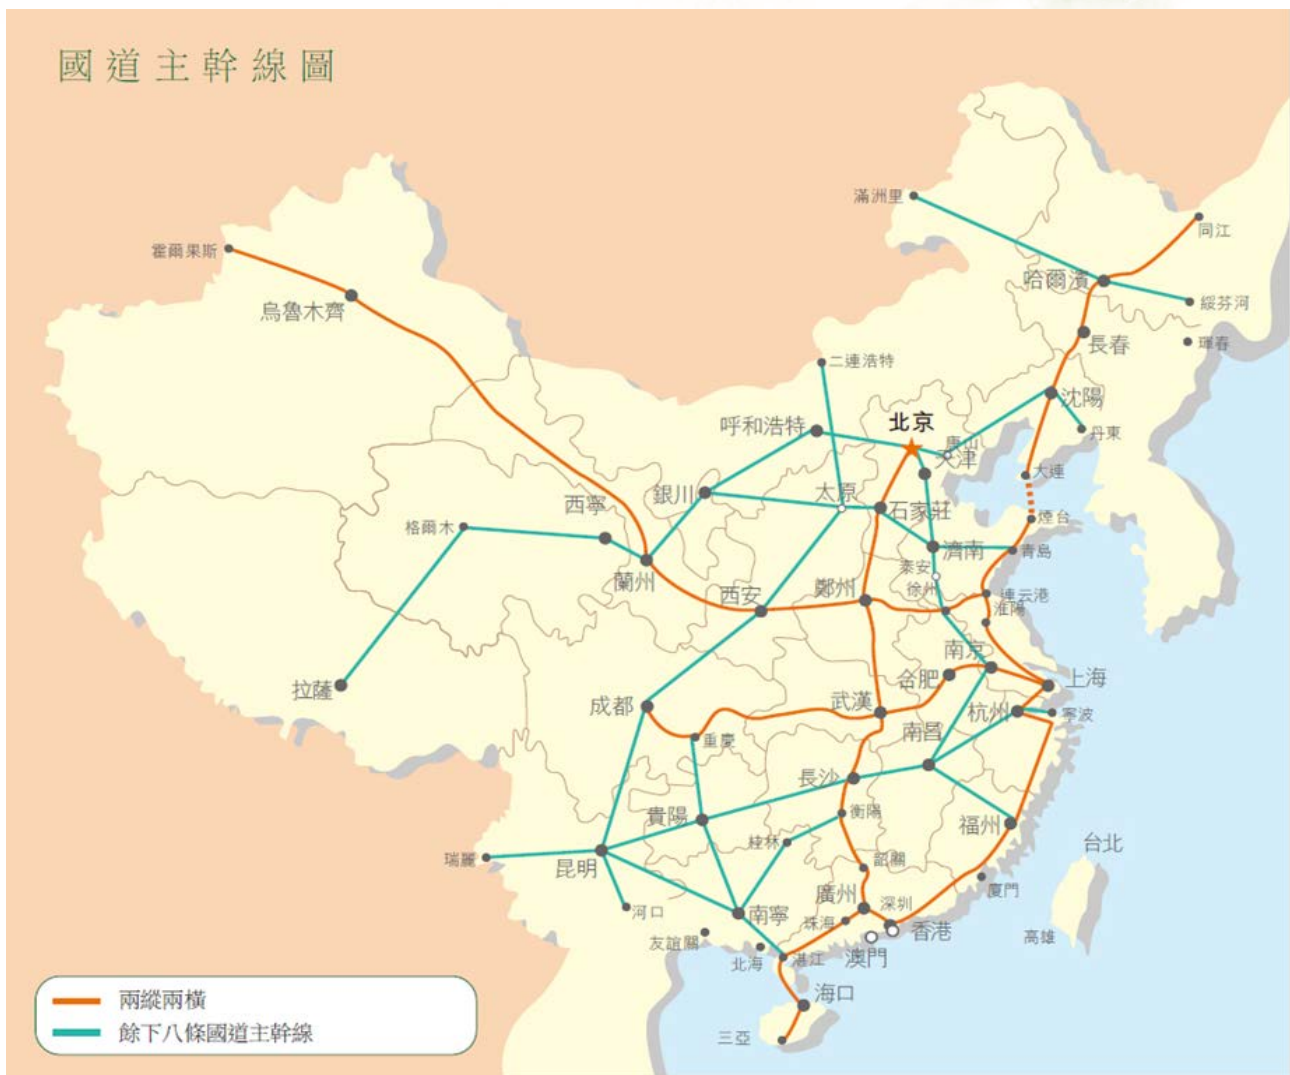 國道主幹線圖
滿洲里
同江
霍爾果斯
哈爾濱
綏芬河
烏魯木齊
長春
琿春
二連浩特
沈陽
呼和浩特
北京
丹東
唐山
天津
大連
銀川
太原
石家莊
煙台
西寧
格爾木
濟南
青島
泰安
蘭州
西安
鄭州
徐州
連云港
淮陽
南京
合肥
上海
拉薩
成都
武漢
杭州
寧波
重慶
南昌
長沙
貴陽
衡陽
福州
桂林
台北
瑞麗
昆明
韶關
廈門
廣州
深圳
河口
南寧
珠海
香港
高雄
友誼關
北海
湛江
澳門
海口
三亞
兩縱兩橫
餘下八條國道主幹線